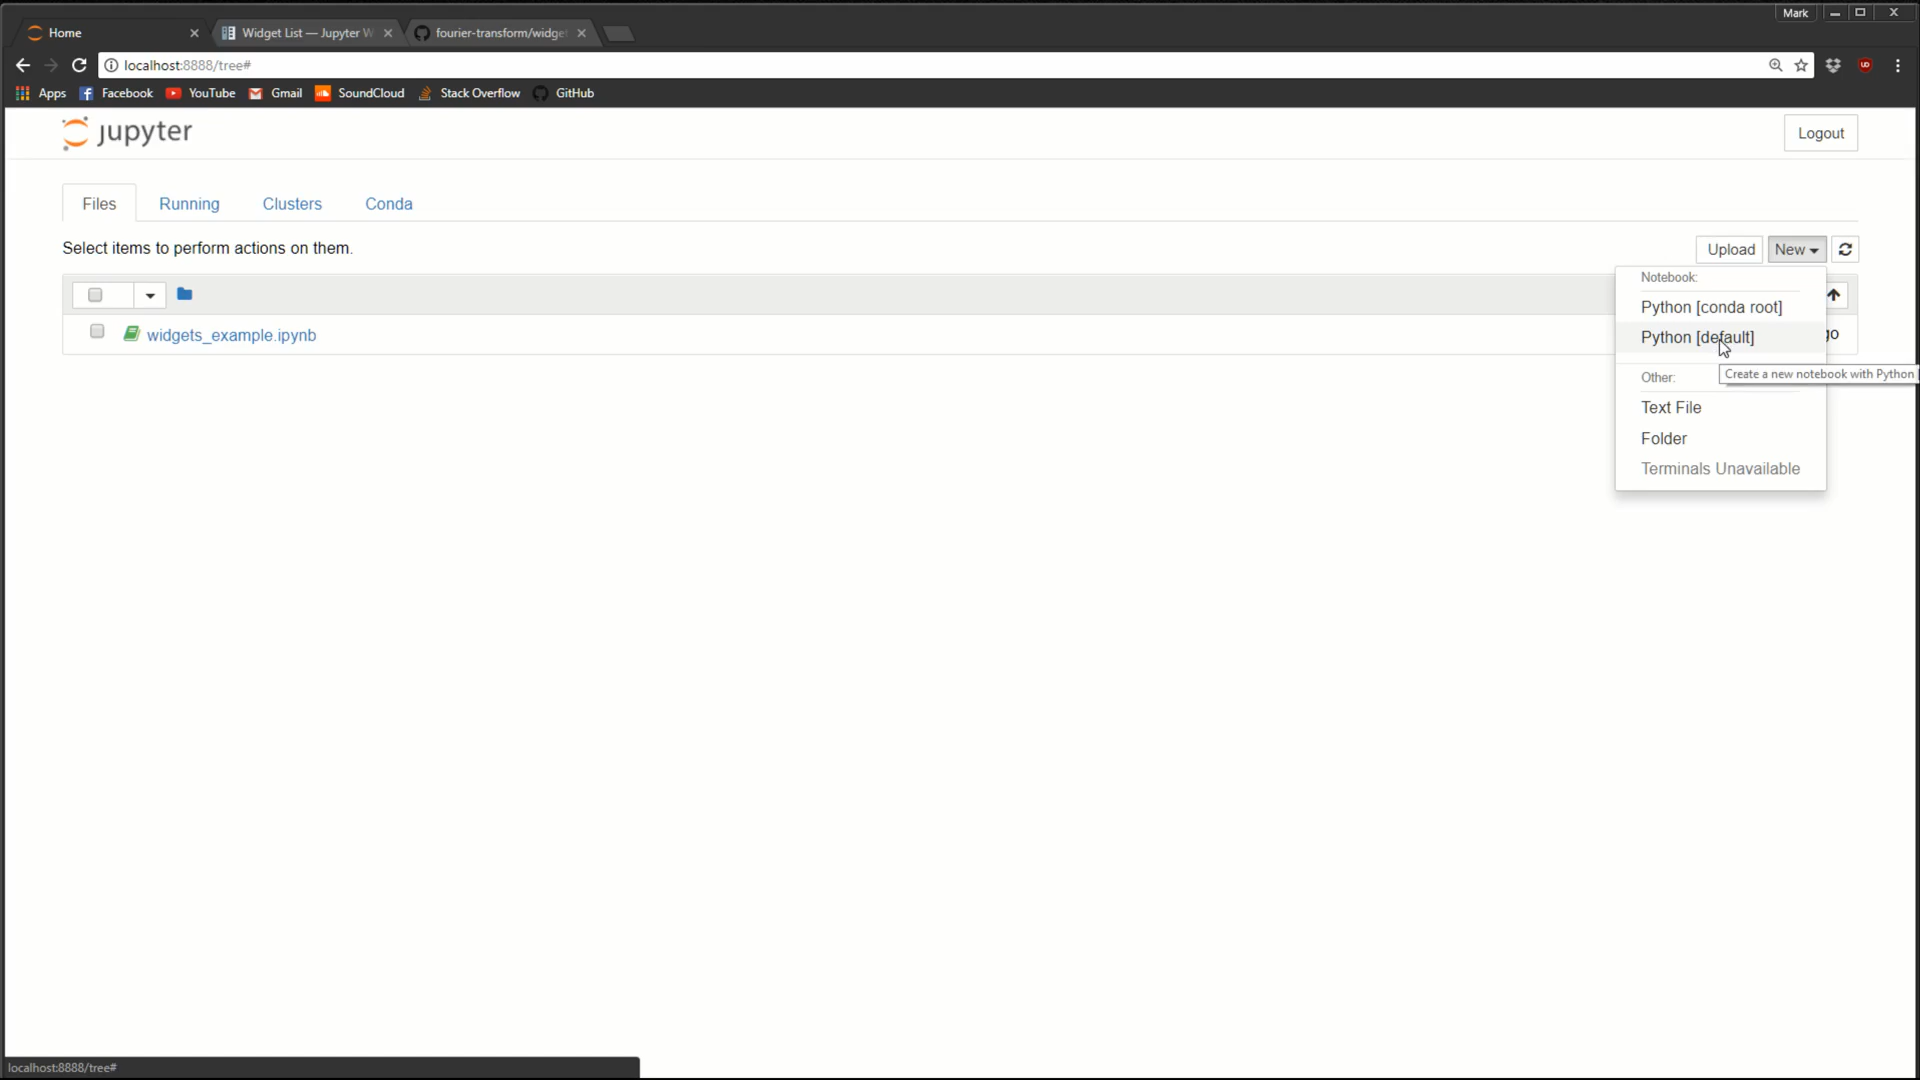 Mark
Home
Widget List — Jupyter W
fourier-transform/widget
localhost:8888/tree#
Apps Facebook YouTube Gmail SoundCloud Stack Overflow GitHub
jupyter
Logout
Files Running Clusters Conda
Select items to perform actions on them.
Upload New
Notebook:
Python [conda root]
Python [default]
widgets_example.ipynb
go
Create a new notebook with Python
Other:
Text File
Folder
Terminals Unavailable
localhost:8888/tree#